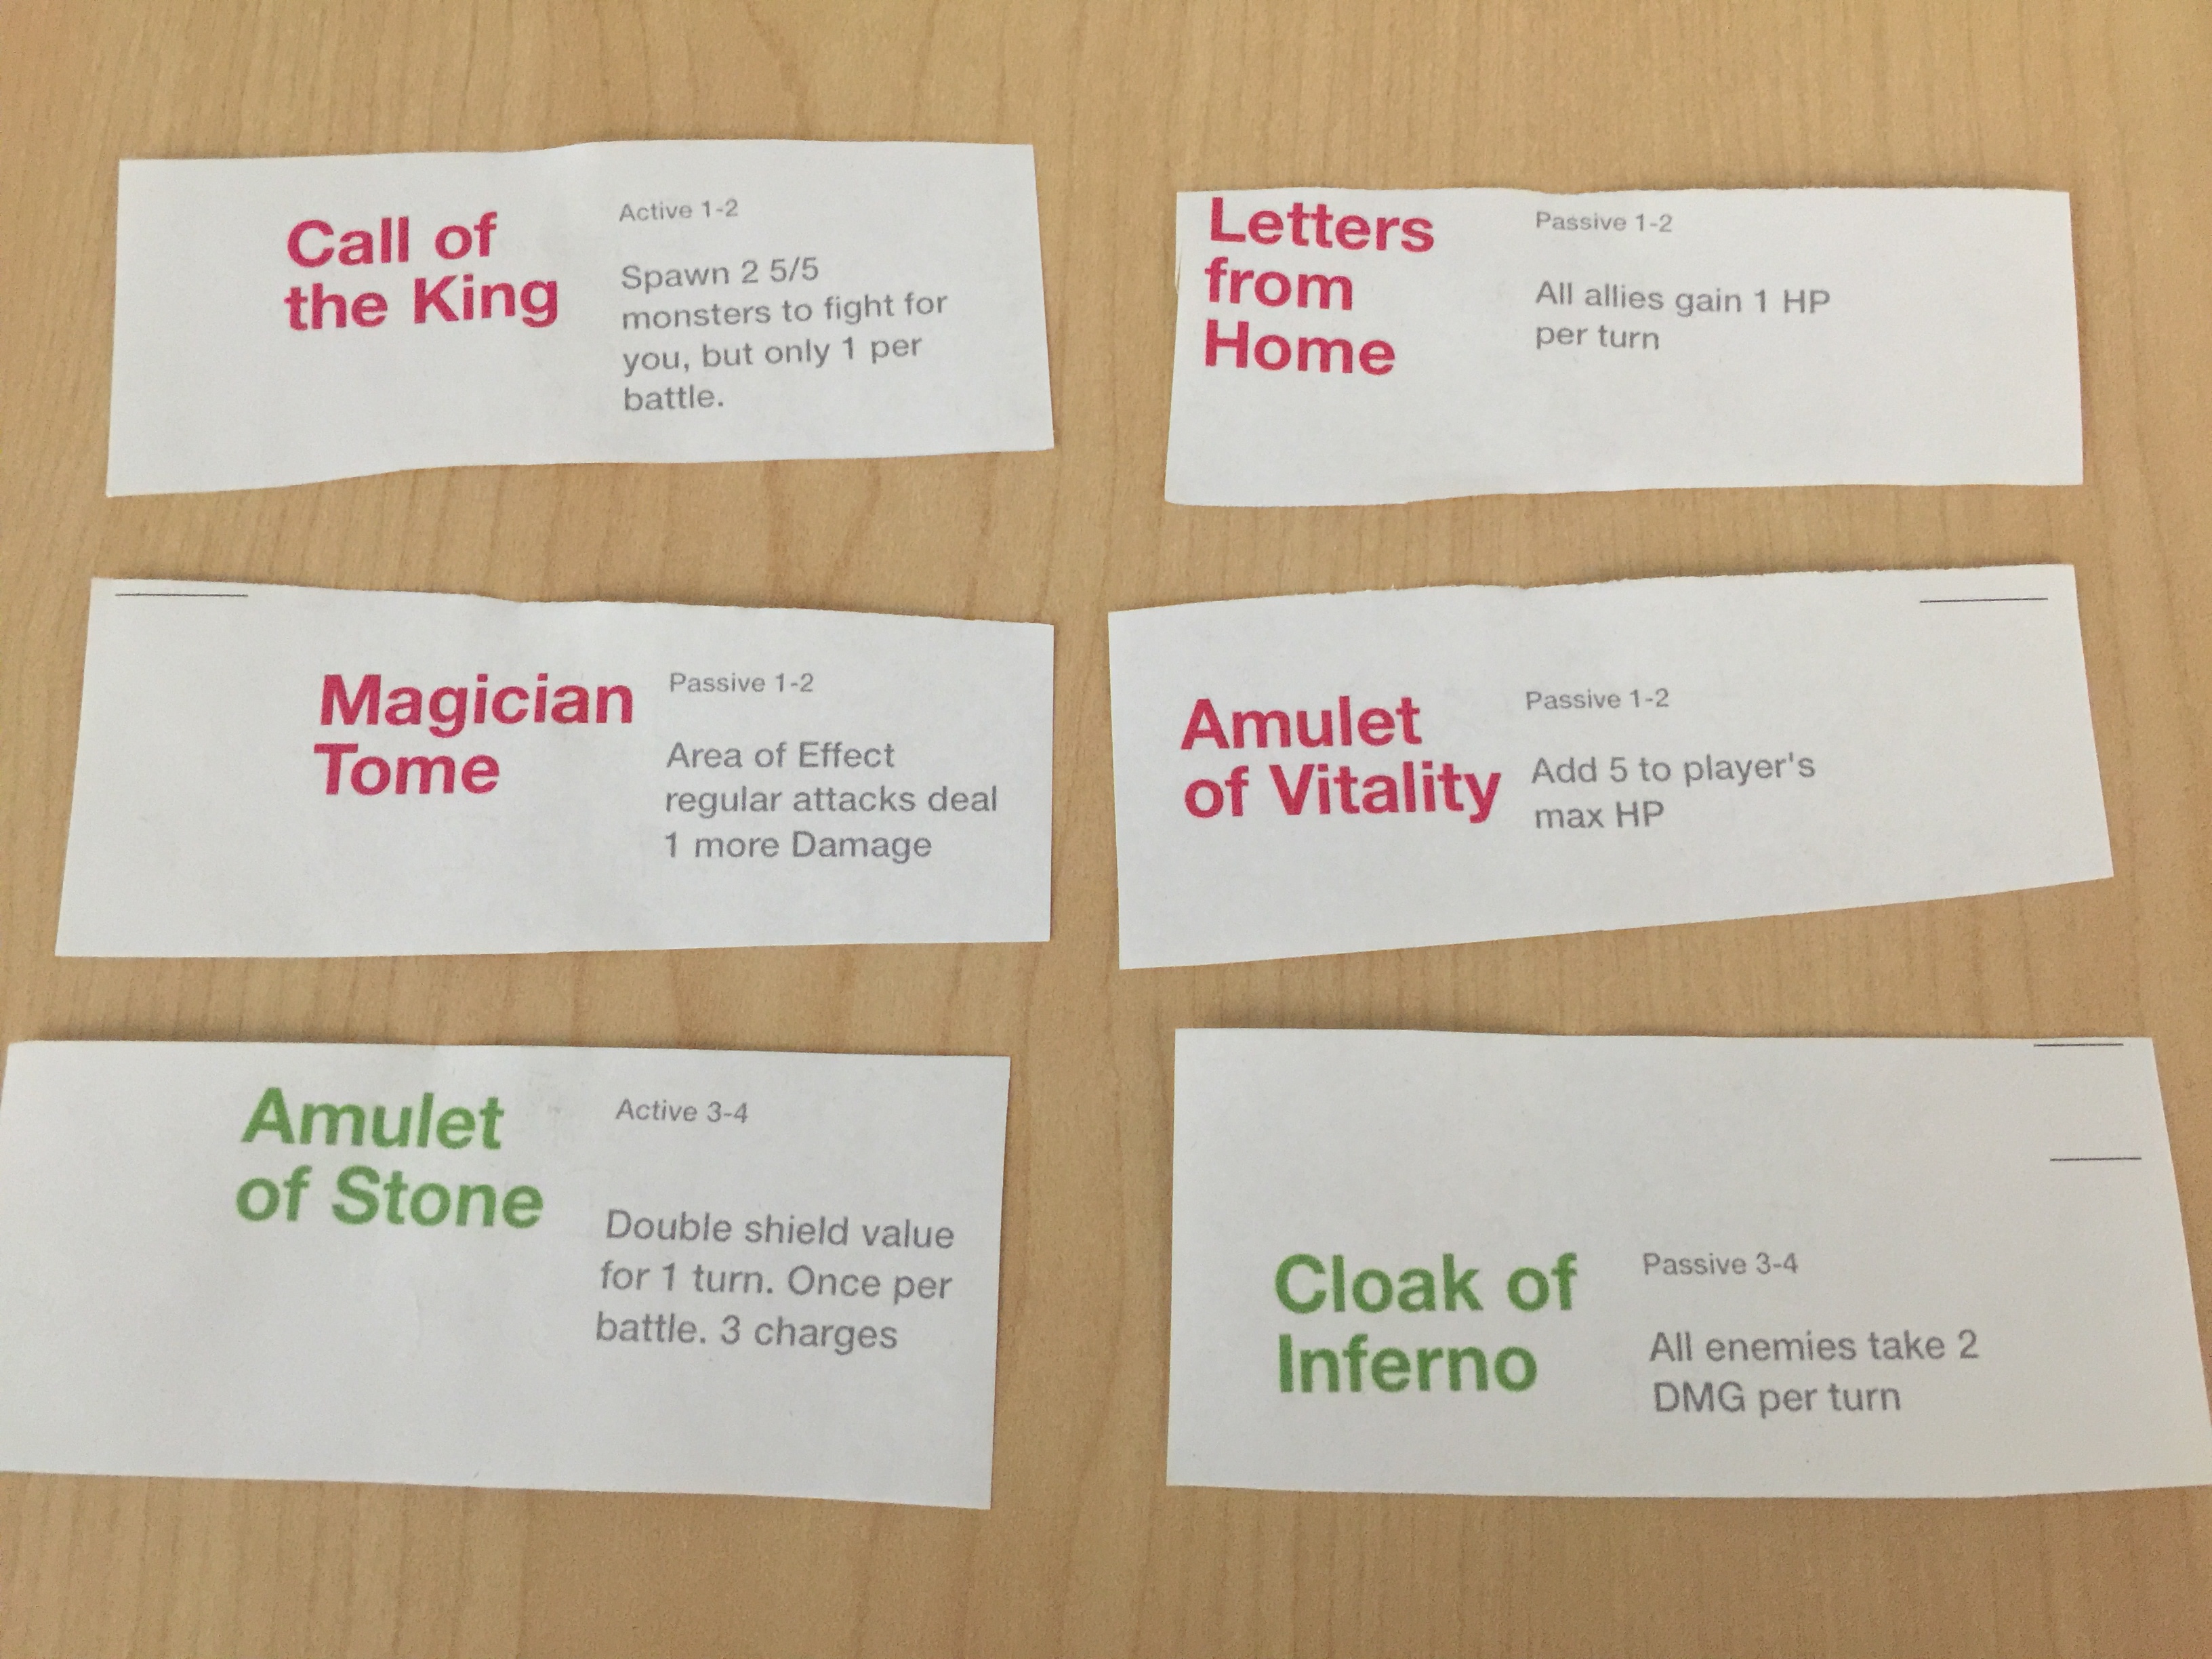 Call of
the King
Active 1-2
Spawn 2 5/5
monsters to fight for
you, but only 1 per
battle.
Letters
from
Home
Passive 1-2
All allies gain 1 HP
per turn
Magician
Tome
Passive 1-2
Area of Effect
regular attacks deal
1 more Damage
Amulet
of Vitality
Passive 1-2
Add 5 to player's
max HP
Amulet
of Stone
Active 3-4
Double shield value
for 1 turn. Once per
battle. 3 charges
Cloak of
Inferno
Passive 3-4
All enemies take 2
DMG per turn